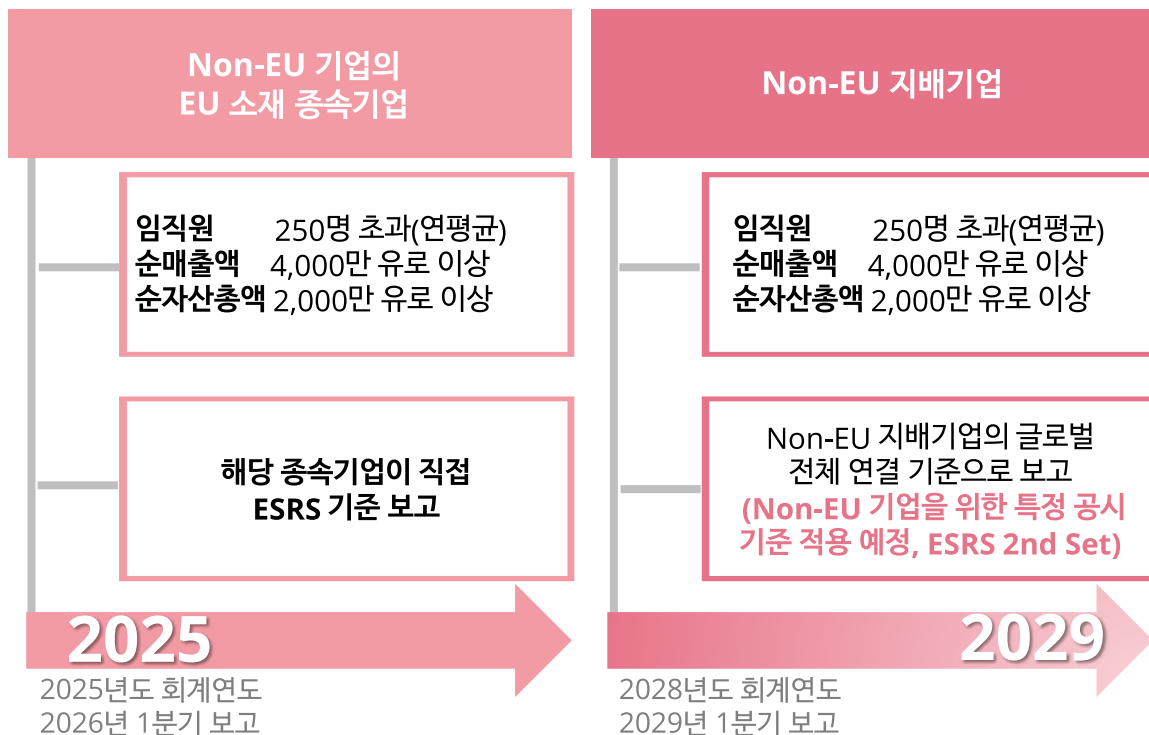 Non-EU 기업의
EU 소재 종속기업
임직원 250명 초과(연평균)
순매출액 4,000만 유로 이상
순자산총액 2,000만 유로 이상
해당 종속기업이 직접
ESRS 기준 보고
2025
2025년도 회계연도
2026년 1분기 보고
Non-EU 지배기업
임직원 250명 초과(연평균)
순매출액 4,000만 유로 이상
순자산총액 2,000만 유로 이상
Non-EU 지배기업의 글로벌
전체 연결 기준으로 보고
(Non-EU 기업을 위한 특정 공시
기준 적용 예정, ESRS 2nd Set)
2029
2028년도 회계연도
2029년 1분기 보고